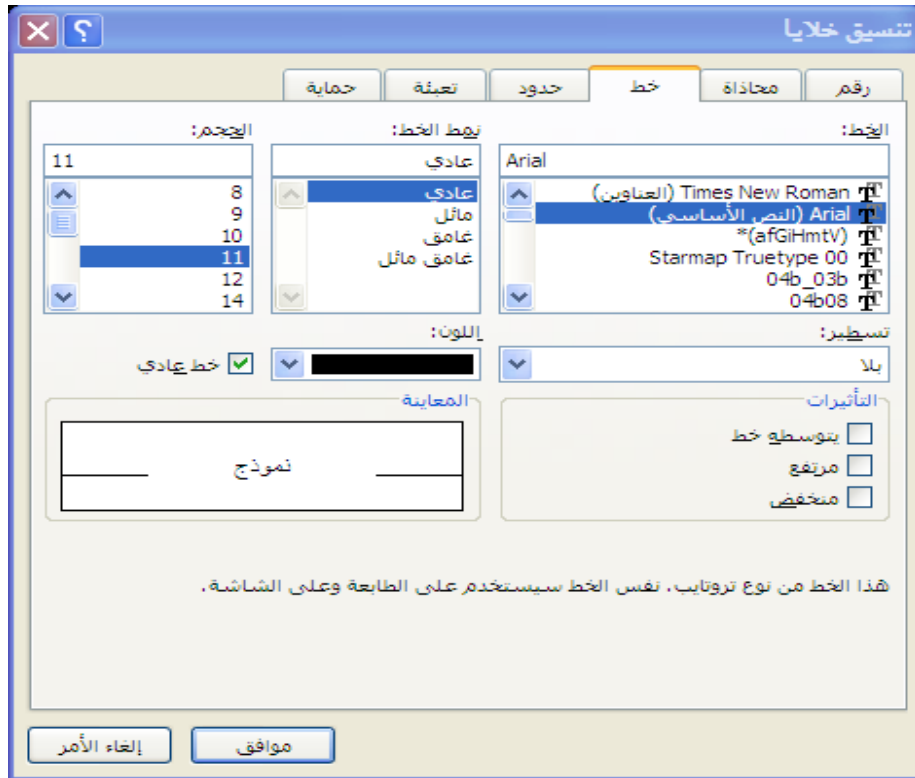 تنسيق خلايا
رقم محاذاة خط حدود تعبئة حماية
الخط: نمط الخط: الحجم:
Arial عادي 11
Times New Roman (العناوين) عادي 8
Arial (النص الأساسي) مائل 9
(afGiHmtV)* غامق 10
Starmap Truetype 00 غامق مائل 11
04b_03b 12
04b08 14
تسطير: اللون:
بلا خط عادي
التأثيرات المعاينة
يتوسطه خط
مرتفع نموذج
منخفض
هذا الخط من نوع تروتايب. نفس الخط سيستخدم على الطابعة وعلى الشاشة.
موافق إلغاء الأمر